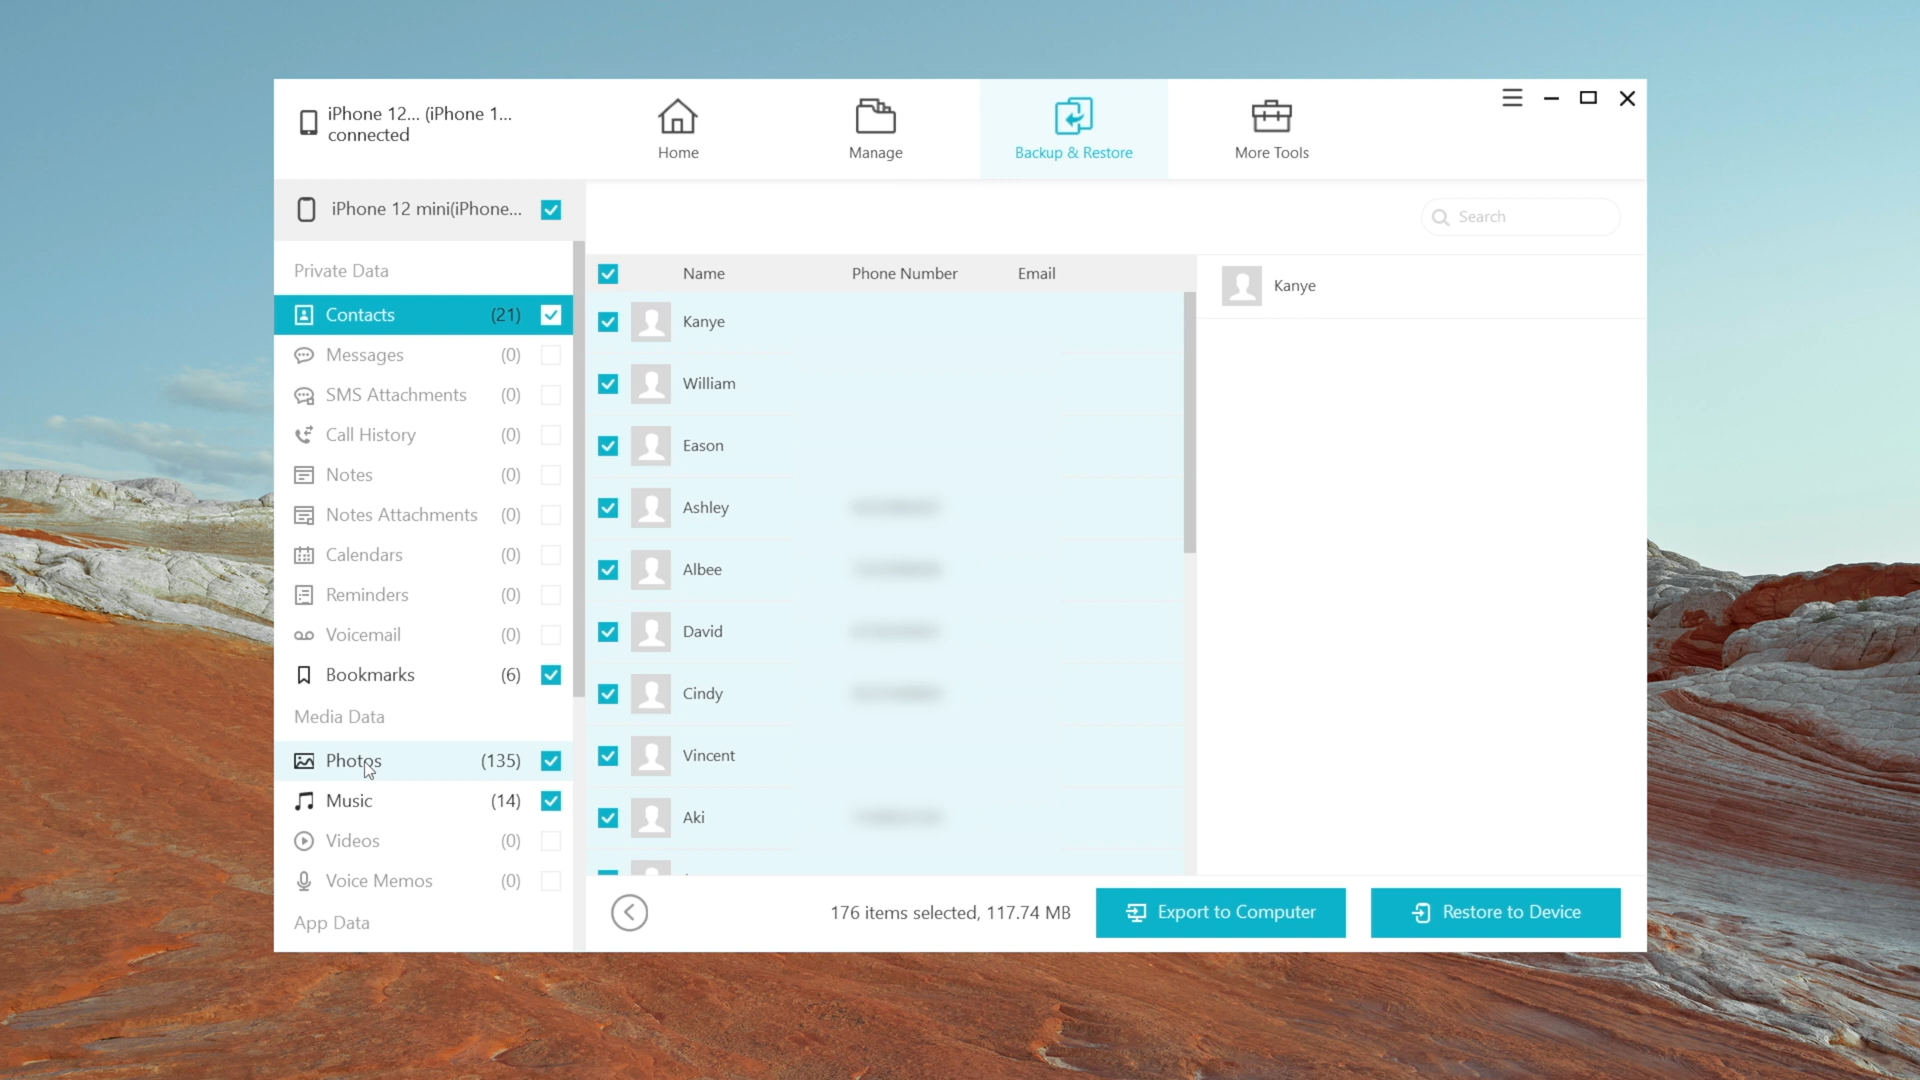 iPhone 12... (iPhone 1...
connected
Home
Manage
Backup & Restore
More Tools
iPhone 12 mini(iPhone...
Search
Private Data
Contacts (21)
Messages (0)
SMS Attachments (0)
Call History (0)
Notes (0)
Notes Attachments (0)
Calendars (0)
Reminders (0)
Voicemail (0)
Bookmarks (6)
Media Data
Photos (135)
Music (14)
Videos (0)
Voice Memos (0)
App Data
Name Phone Number Email
Kanye
William
Eason
Ashley
Albee
David
Cindy
Vincent
Aki
Kanye
176 items selected, 117.74 MB
Export to Computer
Restore to Device